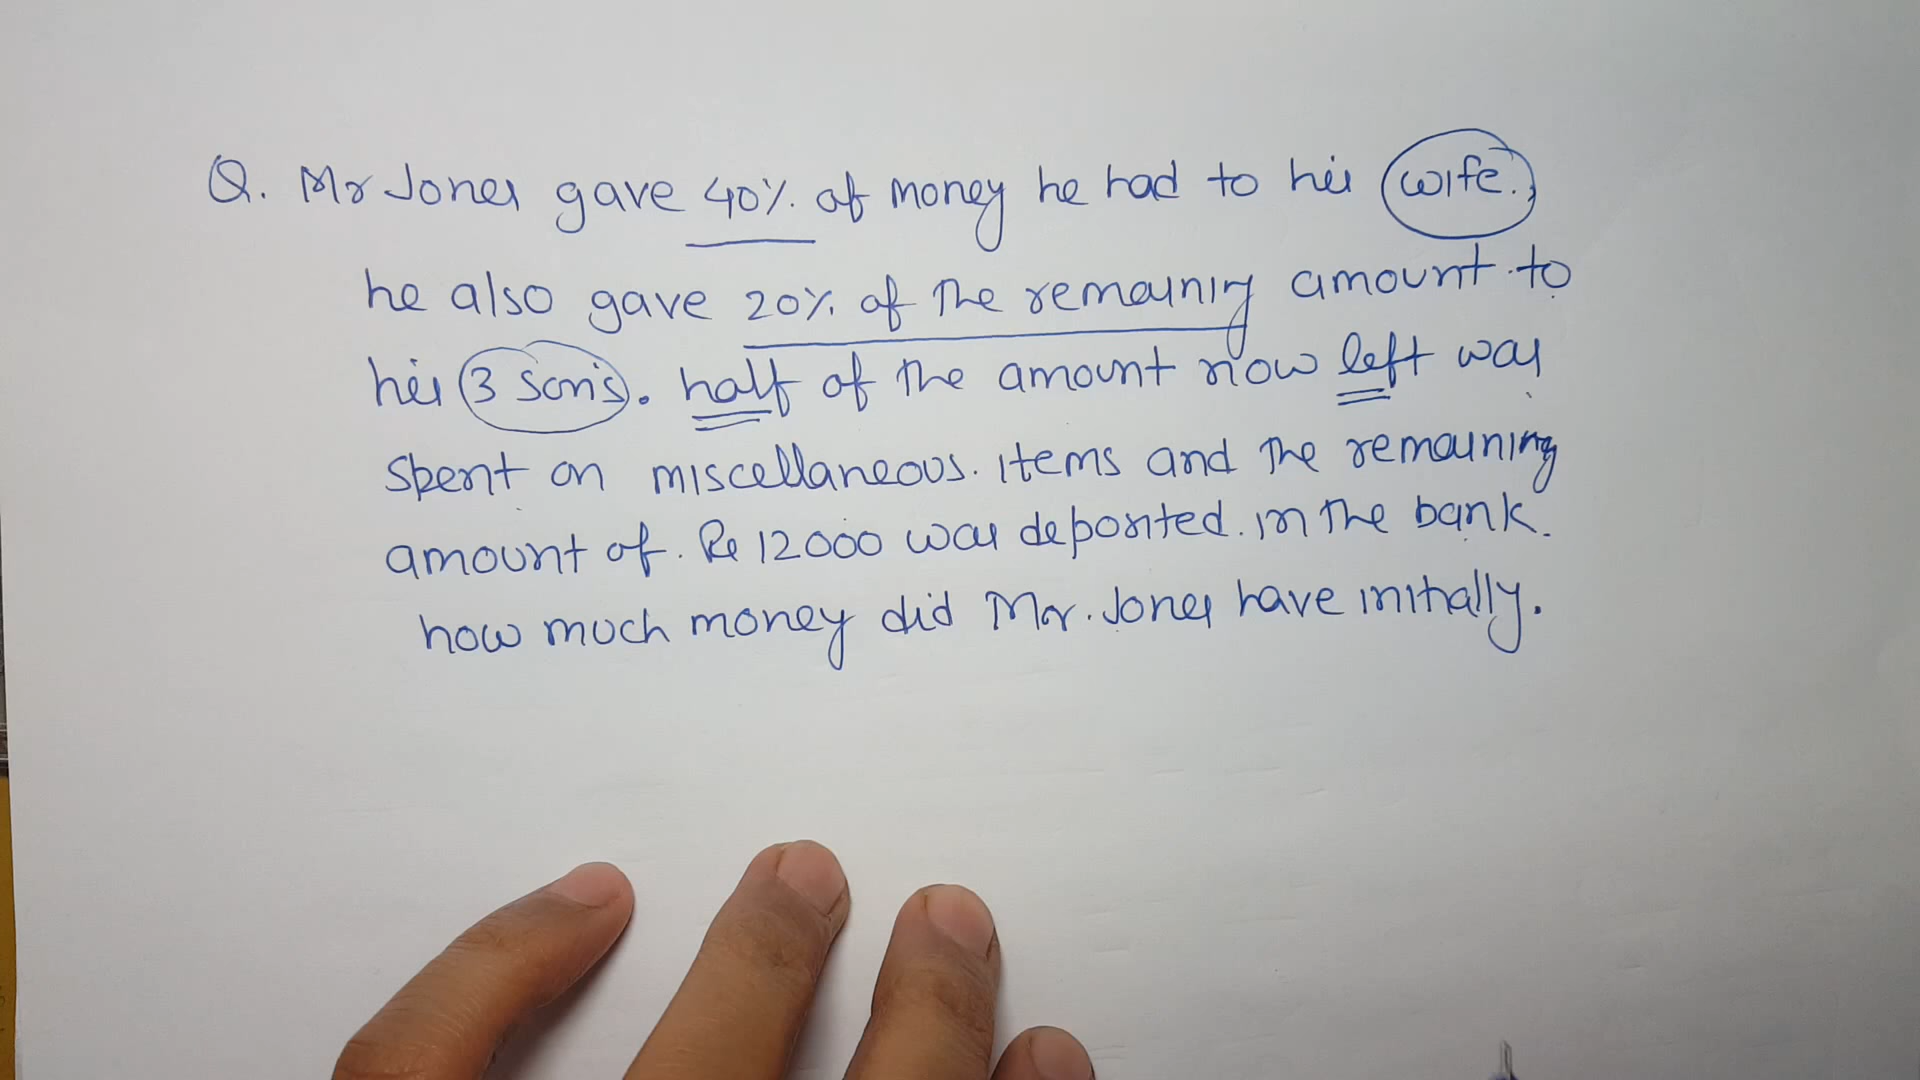 Q. Mr Jones gave 40% of money he had to his wife.,
he also gave 20% of the remaining amount to
his 3 son's. half of the amount now left was
spent on miscellaneous. items and the remaining
amount of. Rs 12000 was deposited. in the bank.
how much money did Mr. Jones have initially.